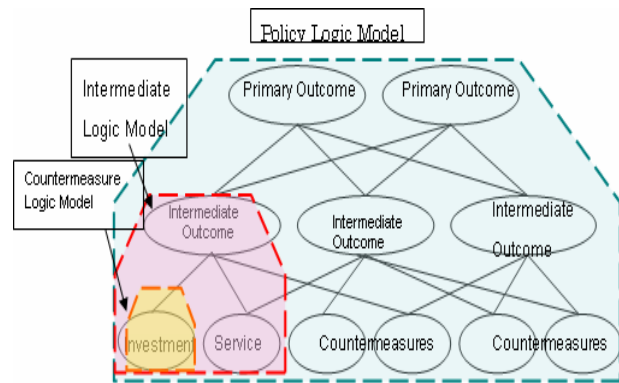 Policy Logic Model
Intermediate
Logic Model
Countermeasure
Logic Model
Primary Outcome
Primary Outcome
Intermediate
Outcome
Intermediate
Outcome
Intermediate
Outcome
Investment
Service
Countermeasures
Countermeasures